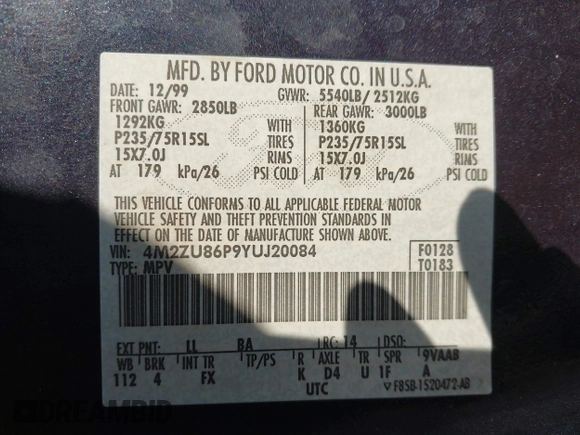 MFD. BY FORD MOTOR CO. IN U.S.A.
DATE: 12/99 GVWR: 5540LB/ 2512KG
FRONT GAWR: 2850LB REAR GAWR: 3000LB
1292KG WITH 1360KG WITH
P235/75R15SL TIRES P235/75R15SL TIRES
15X7.0J RIMS 15X7.0J RIMS
AT 179 kPa/26 PSI COLD AT 179 kPa/26 PSI COLD
THIS VEHICLE CONFORMS TO ALL APPLICABLE FEDERAL MOTOR
VEHICLE SAFETY AND THEFT PREVENTION STANDARDS IN
EFFECT ON THE DATE OF MANUFACTURE SHOWN ABOVE.
VIN: 4M2ZU86P9YUJ20084 F0128
TYPE: MPV T0183
EXT PNT: LL BA RC: 14 DSO:
WB BRK INT TR TP/PS R AXLE TR SPR 9VAAB
112 4 FX K D4 U 1F A
UTC F85B-1520472-AB
DREAMBID